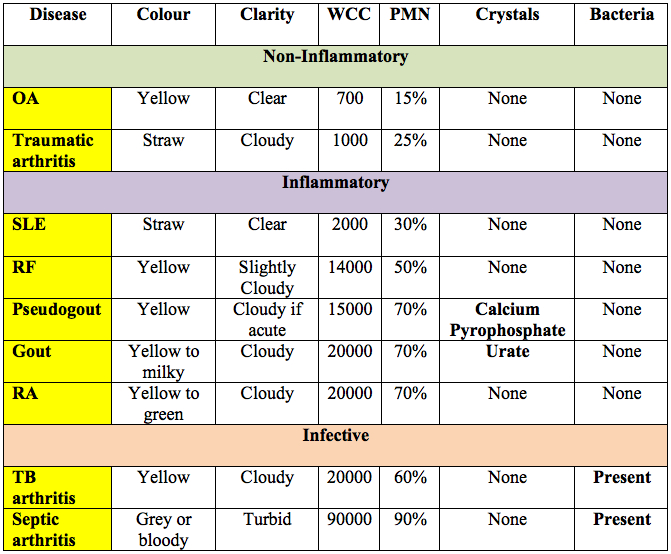 Disease Colour Clarity WCC PMN Crystals Bacteria
Non-Inflammatory
OA Yellow Clear 700 15% None None
Traumatic Straw Cloudy 1000 25% None None
arthritis
Inflammatory
SLE Straw Clear 2000 30% None None
RF Yellow Slightly 14000 50% None None
Cloudy
Pseudogout Yellow Cloudy if 15000 70% Calcium None
acute Pyrophosphate
Gout Yellow to Cloudy 20000 70% Urate None
milky
RA Yellow to Cloudy 20000 70% None None
green
Infective
TB Yellow Cloudy 20000 60% None Present
arthritis
Septic Grey or Turbid 90000 90% None Present
arthritis bloody